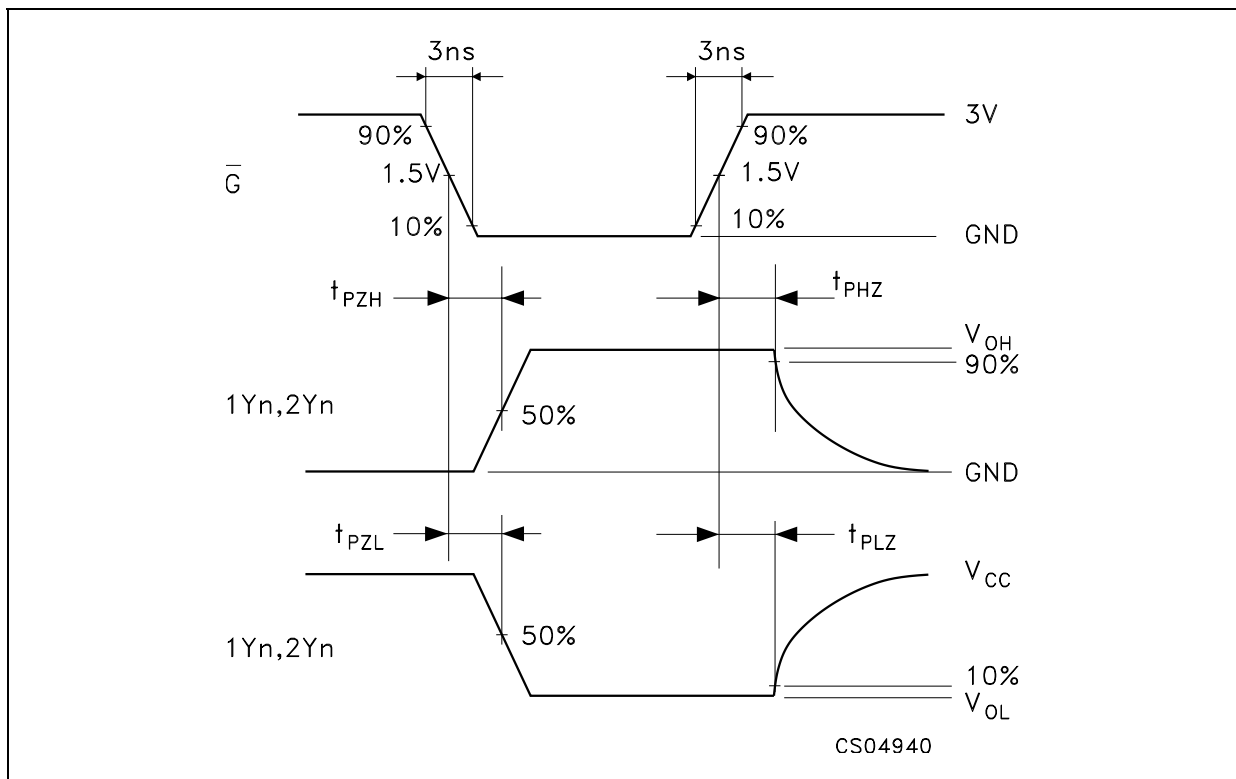 3ns 3ns
3V
90% 90%
1.5V 1.5V
G̅
10% 10%
GND
tPZH tPHZ
VOH
90%
1Yn,2Yn 50%
GND
tPZL tPLZ
VCC
1Yn,2Yn 50%
10%
VOL
CS04940